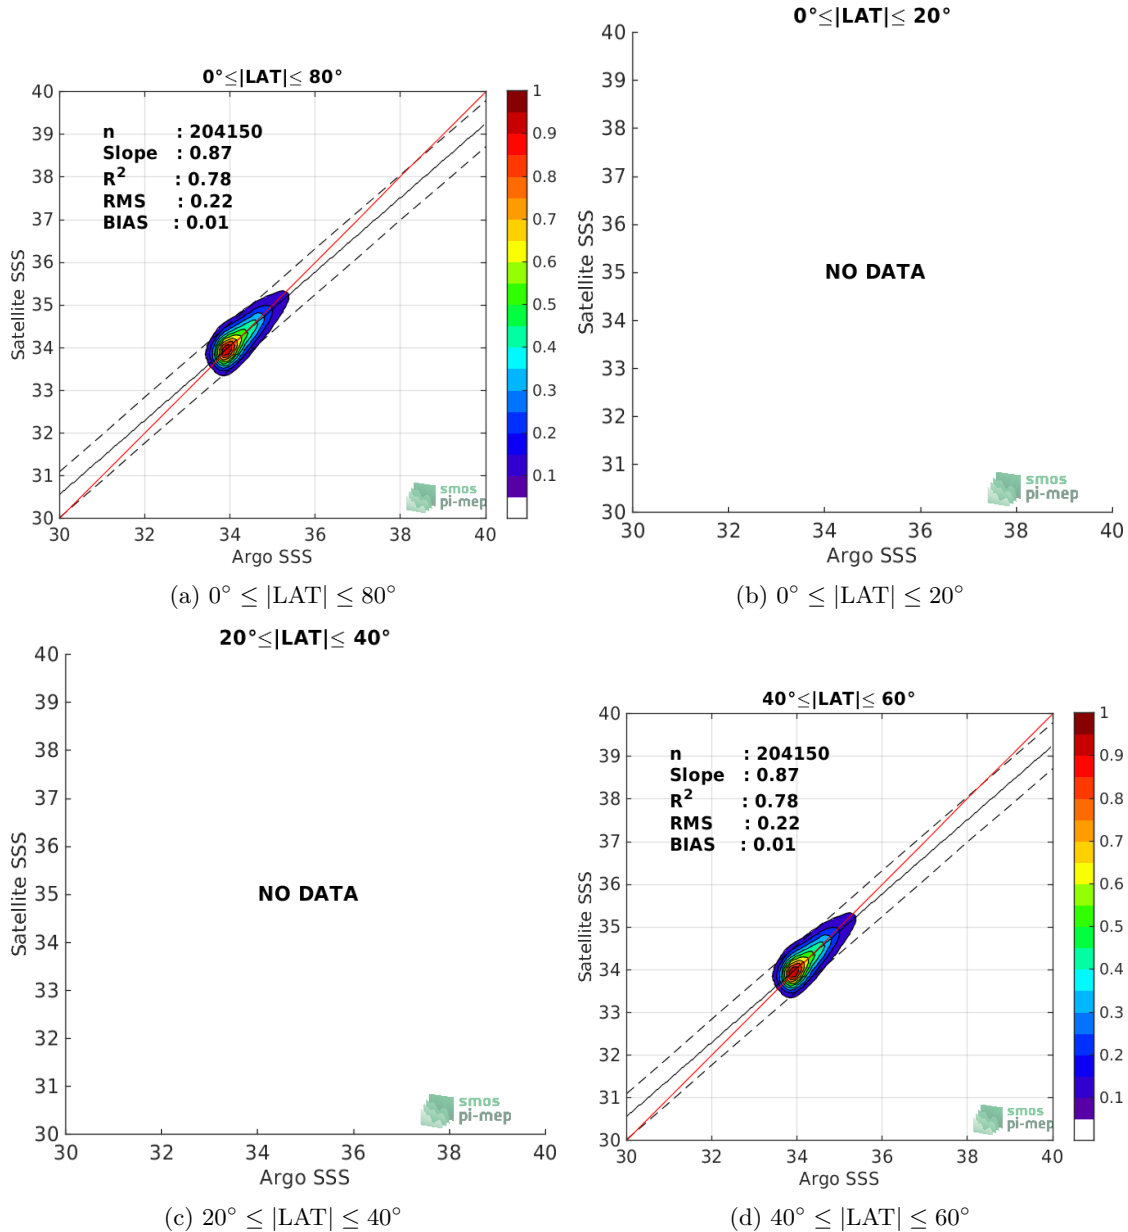 0°≤|LAT|≤ 80°
40
39
38
37
36
35
34
33
32
31
30
30
32
34
36
38
40
Satellite SSS
Argo SSS
n : 204150
Slope : 0.87
R² : 0.78
RMS : 0.22
BIAS : 0.01
1
0.9
0.8
0.7
0.6
0.5
0.4
0.3
0.2
0.1
smos
pi-mep
(a) 0° ≤ |LAT| ≤ 80°
0°≤|LAT|≤ 20°
40
39
38
37
36
35
34
33
32
31
30
30
32
34
36
38
40
Satellite SSS
Argo SSS
NO DATA
smos
pi-mep
(b) 0° ≤ |LAT| ≤ 20°
20°≤|LAT|≤ 40°
40
39
38
37
36
35
34
33
32
31
30
30
32
34
36
38
40
Satellite SSS
Argo SSS
NO DATA
smos
pi-mep
(c) 20° ≤ |LAT| ≤ 40°
40°≤|LAT|≤ 60°
40
39
38
37
36
35
34
33
32
31
30
30
32
34
36
38
40
Satellite SSS
Argo SSS
n : 204150
Slope : 0.87
R² : 0.78
RMS : 0.22
BIAS : 0.01
1
0.9
0.8
0.7
0.6
0.5
0.4
0.3
0.2
0.1
smos
pi-mep
(d) 40° ≤ |LAT| ≤ 60°